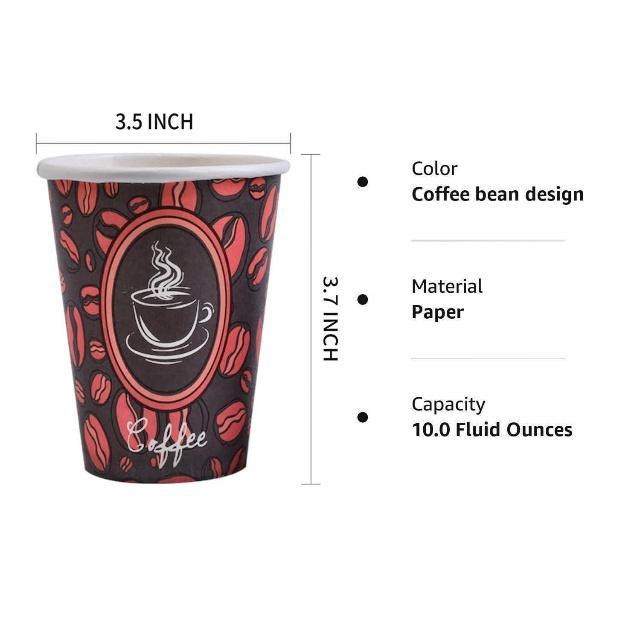 3.5 INCH
3.7 INCH
Coffee
Color
Coffee bean design
Material
Paper
Capacity
10.0 Fluid Ounces